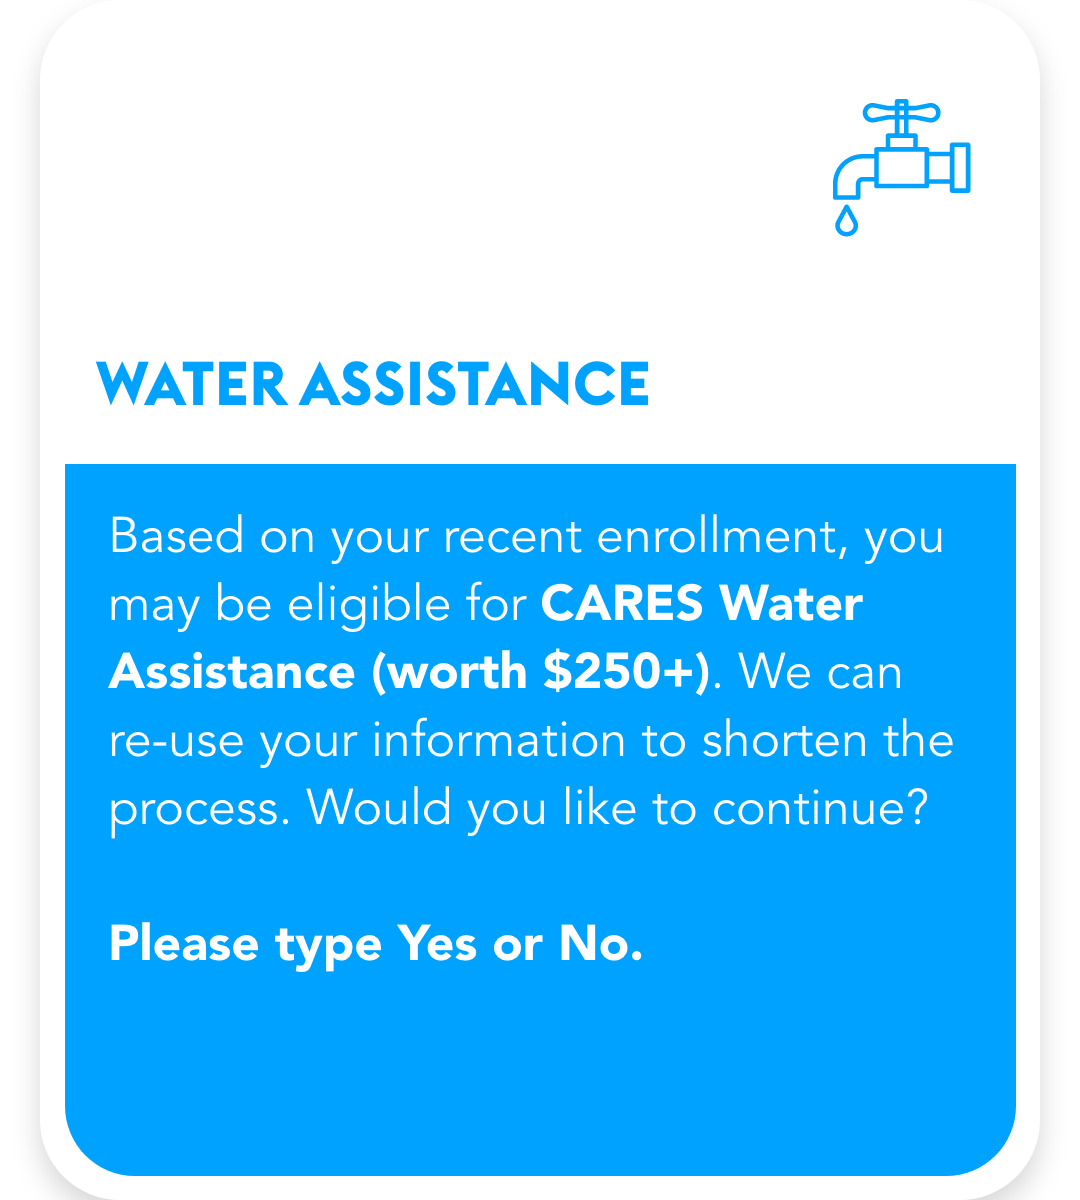 WATER ASSISTANCE
Based on your recent enrollment, you
may be eligible for CARES Water
Assistance (worth $250+). We can
re-use your information to shorten the
process. Would you like to continue?
Please type Yes or No.